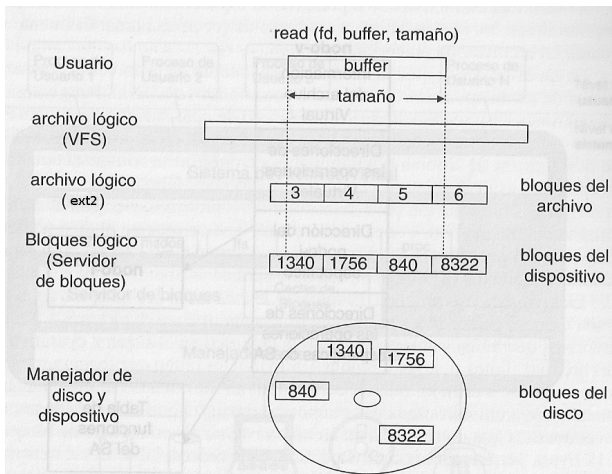 read (fd, buffer, tamaño)
Usuario
buffer
tamaño
archivo lógico
(VFS)
archivo lógico
(ext2)
3 4 5 6
bloques del
archivo
Bloques lógico
(Servidor
de bloques)
1340 1756 840 8322
bloques del
dispositivo
Manejador de
disco y
dispositivo
1340
1756
840
8322
bloques del
disco